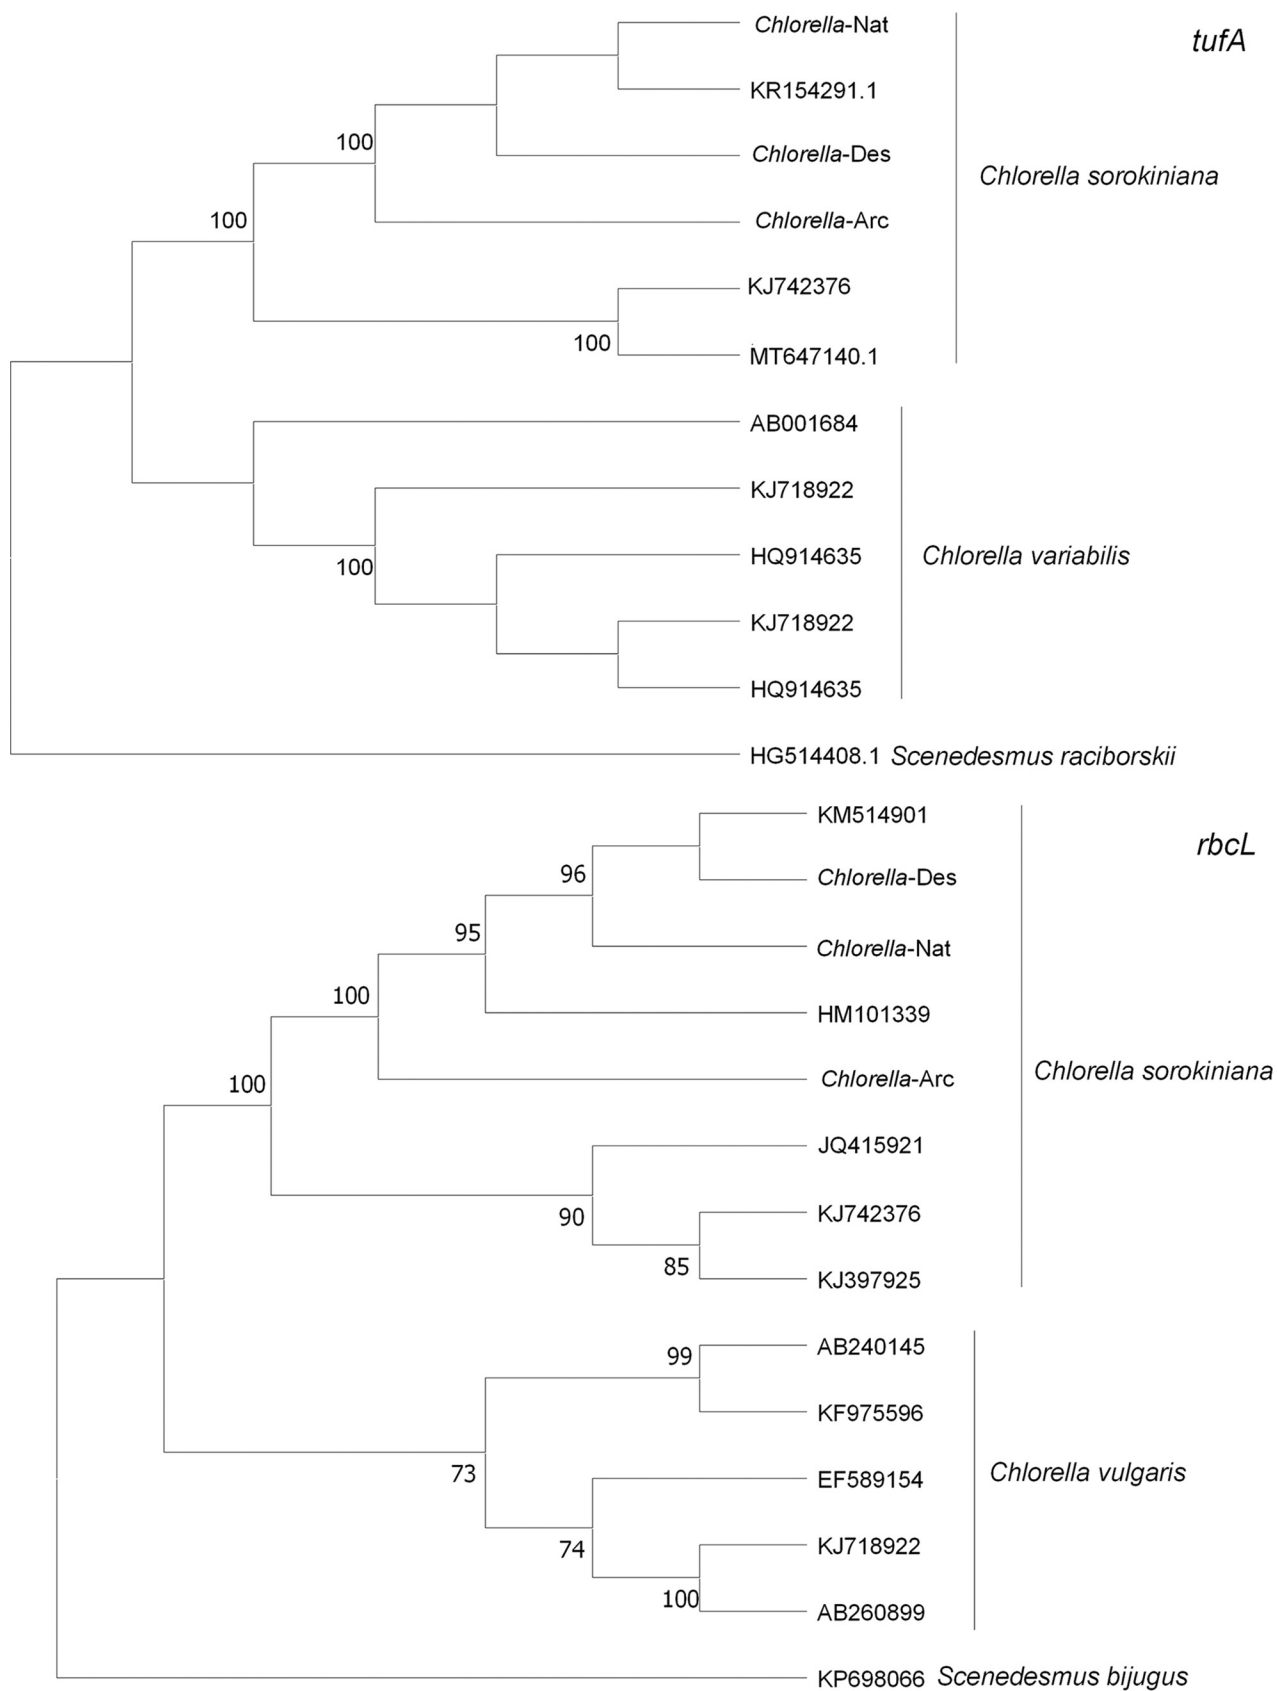 Chlorella-Nat
tufA
KR154291.1
100
Chlorella-Des
Chlorella sorokiniana
100
Chlorella-Arc
KJ742376
100
MT647140.1
AB001684
KJ718922
HQ914635
Chlorella variabilis
100
KJ718922
HQ914635
HG514408.1 Scenedesmus raciborskii
KM514901
rbcL
96
Chlorella-Des
95
Chlorella-Nat
100
HM101339
Chlorella sorokiniana
100
Chlorella-Arc
JQ415921
90
KJ742376
85
KJ397925
99
AB240145
KF975596
73
EF589154
Chlorella vulgaris
74
KJ718922
100
AB260899
KP698066 Scenedesmus bijugus